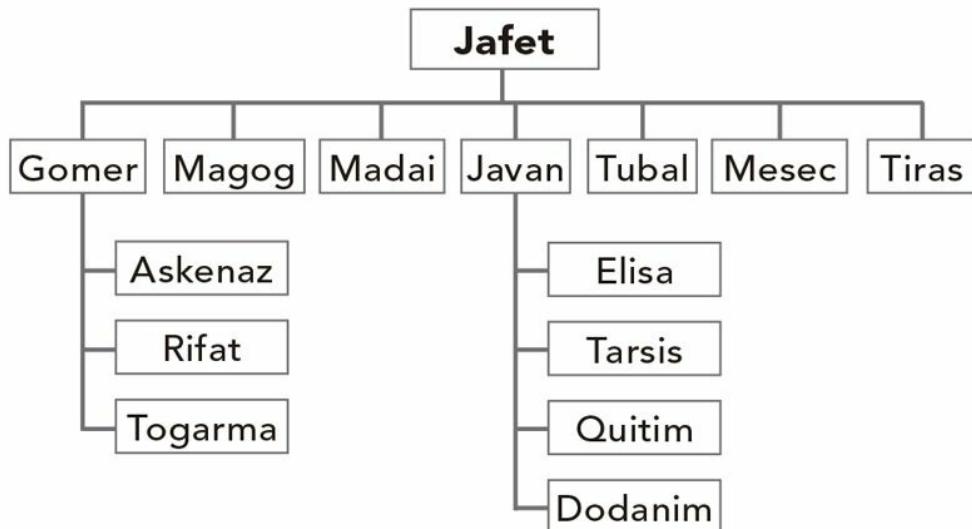 Jafet
Gomer Magog Madai Javan Tubal Mesec Tiras
Askenaz Elisa
Rifat Tarsis
Togarma Quitim
Dodanim